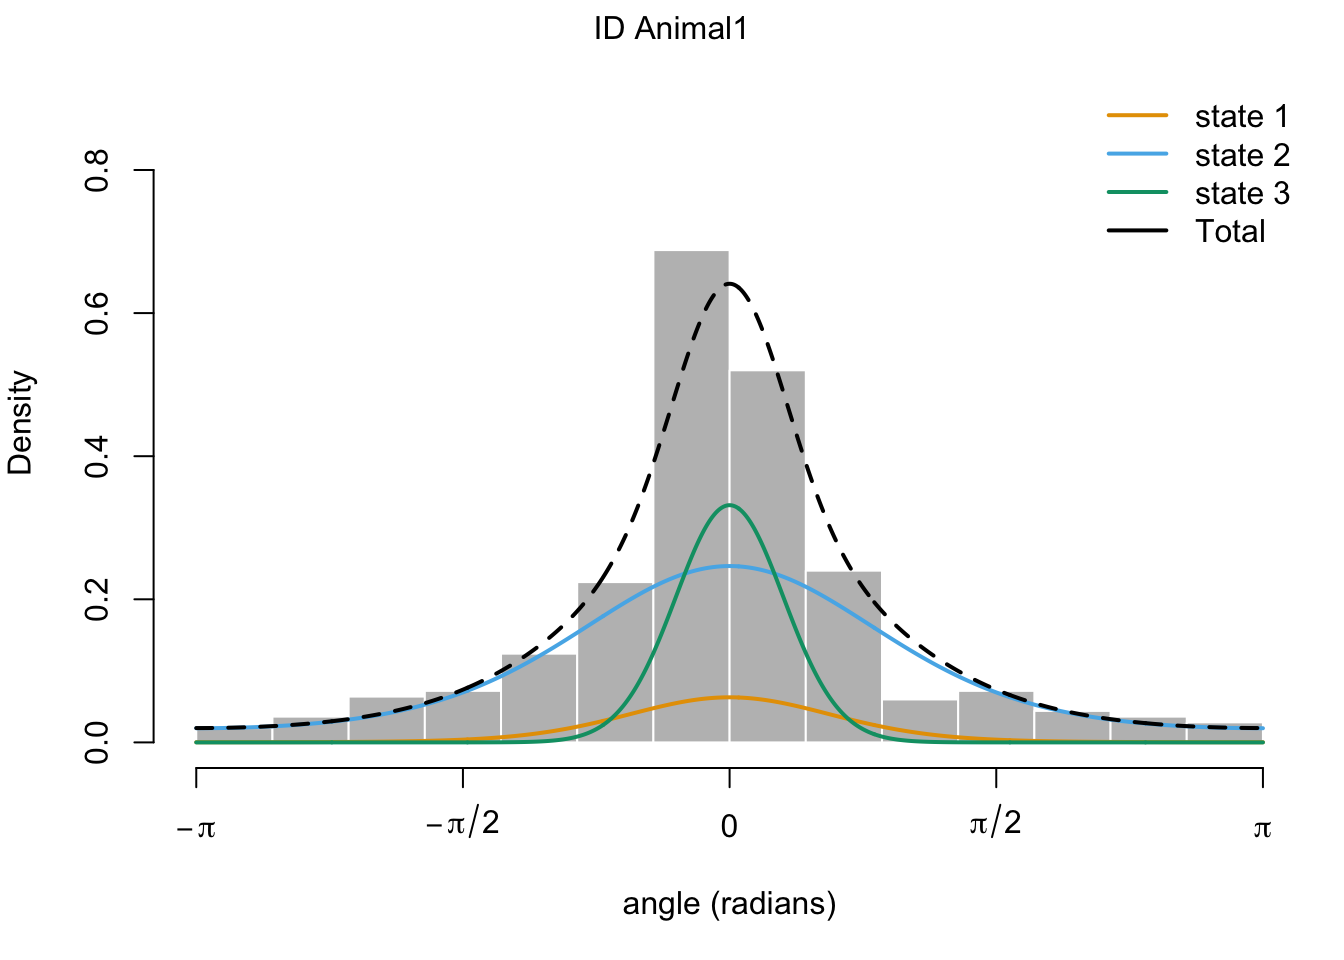 ID Animal1
state 1
state 2
state 3
Total
0.8
0.6
0.4
0.2
0.0
Density
−π
−π/2
0
π/2
π
angle (radians)